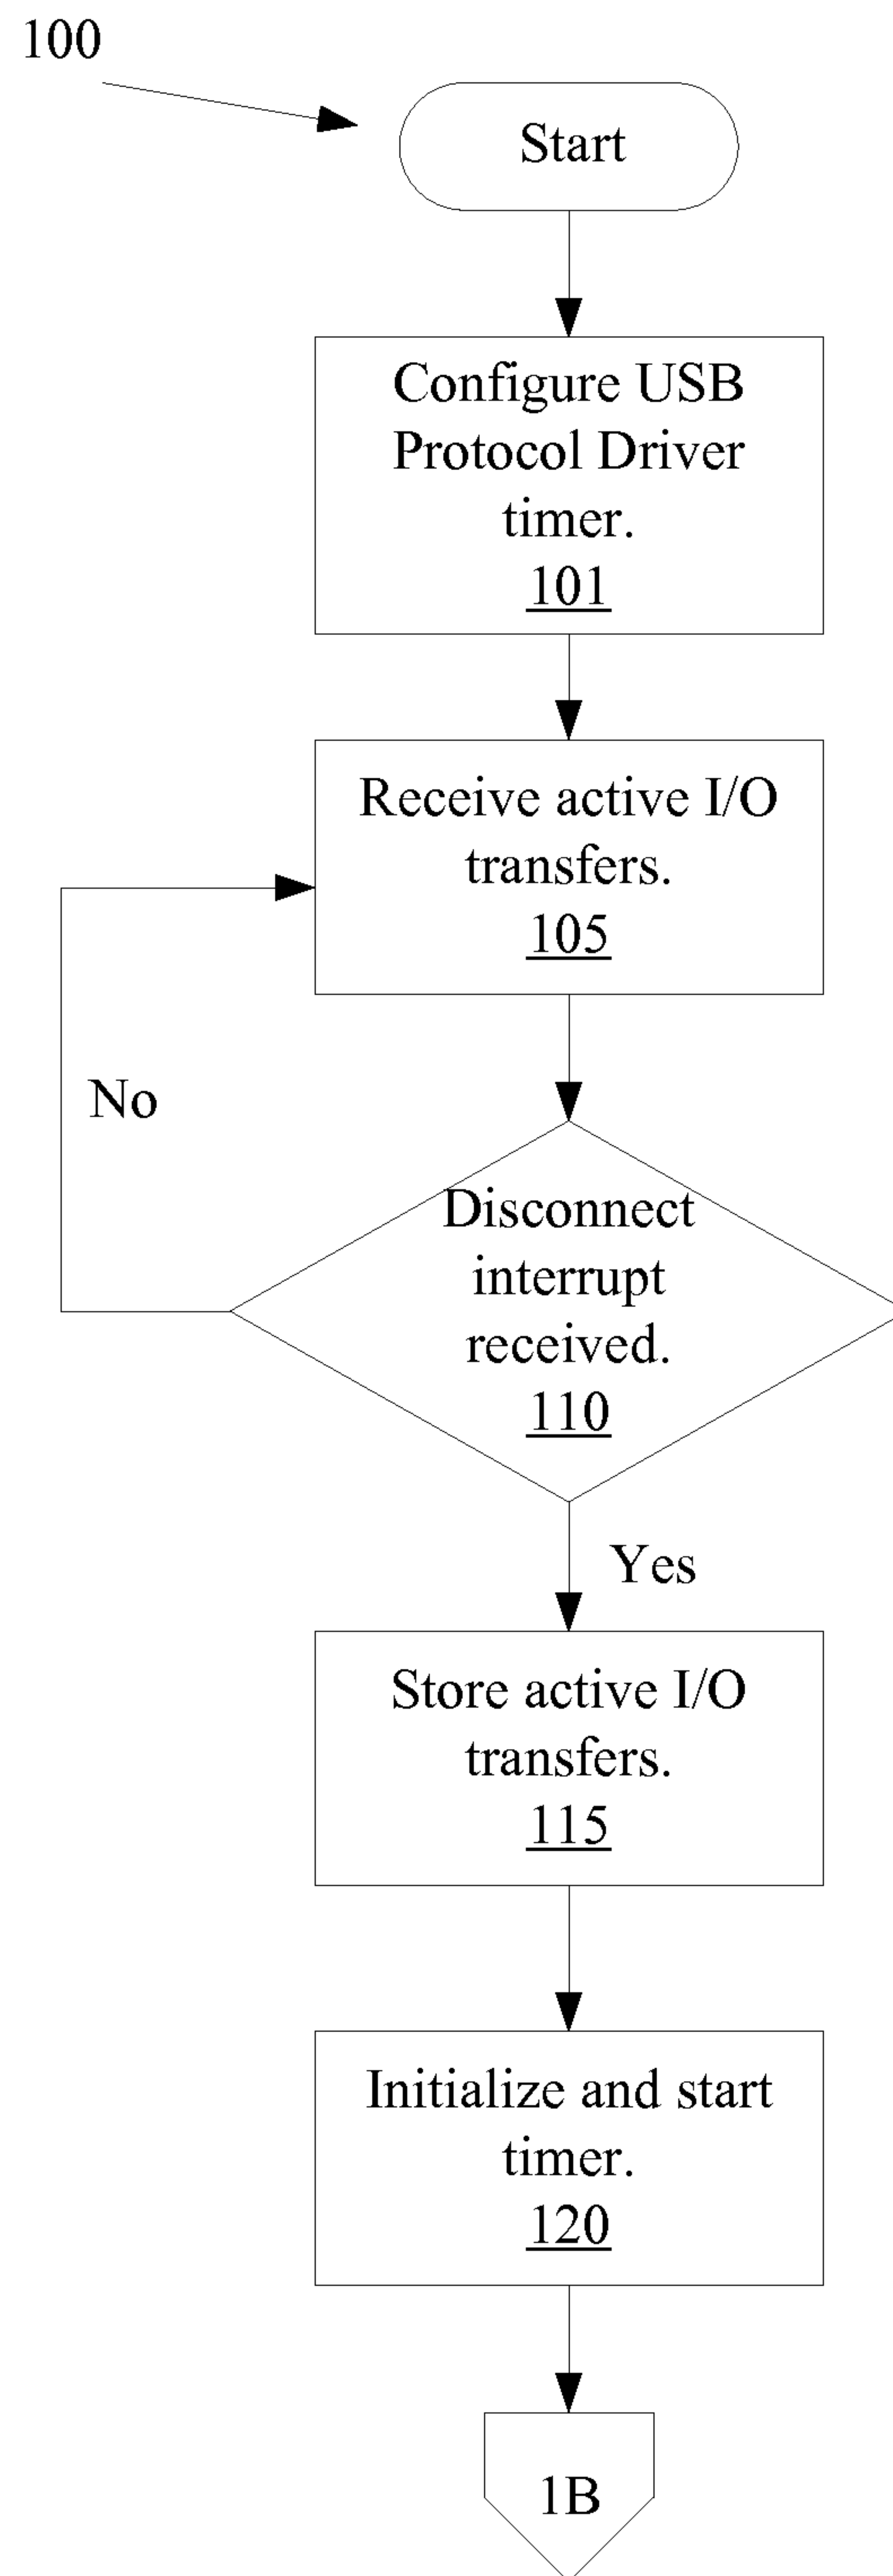 100
Start
Configure USB
Protocol Driver
timer.
101
Receive active I/O
transfers.
105
No
Disconnect
interrupt
received.
110
Yes
Store active I/O
transfers.
115
Initialize and start
timer.
120
1B